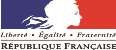 Liberté • Égalité • Fraternité
RÉPUBLIQUE FRANÇAISE